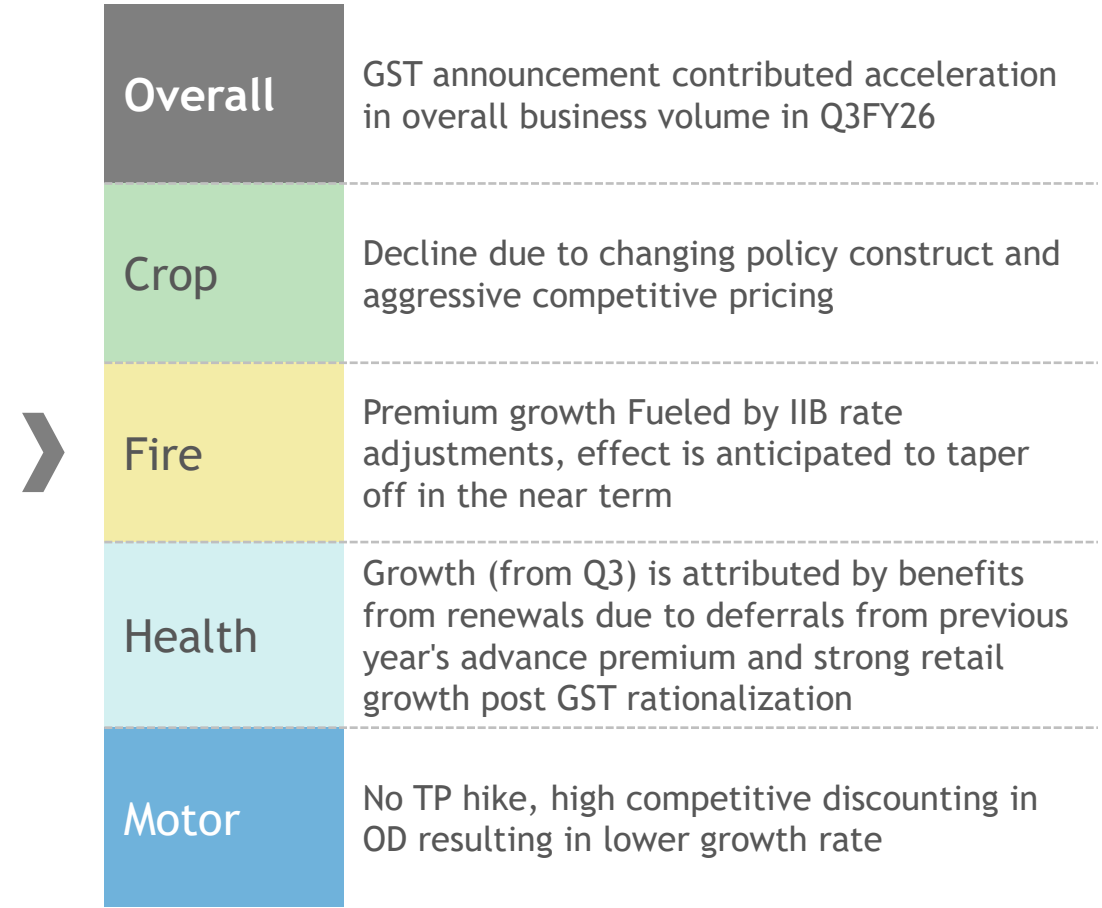 Overall
GST announcement contributed acceleration
in overall business volume in Q3FY26
Crop
Decline due to changing policy construct and
aggressive competitive pricing
Fire
Premium growth Fueled by IIB rate
adjustments, effect is anticipated to taper
off in the near term
Health
Growth (from Q3) is attributed by benefits
from renewals due to deferrals from previous
year's advance premium and strong retail
growth post GST rationalization
Motor
No TP hike, high competitive discounting in
OD resulting in lower growth rate